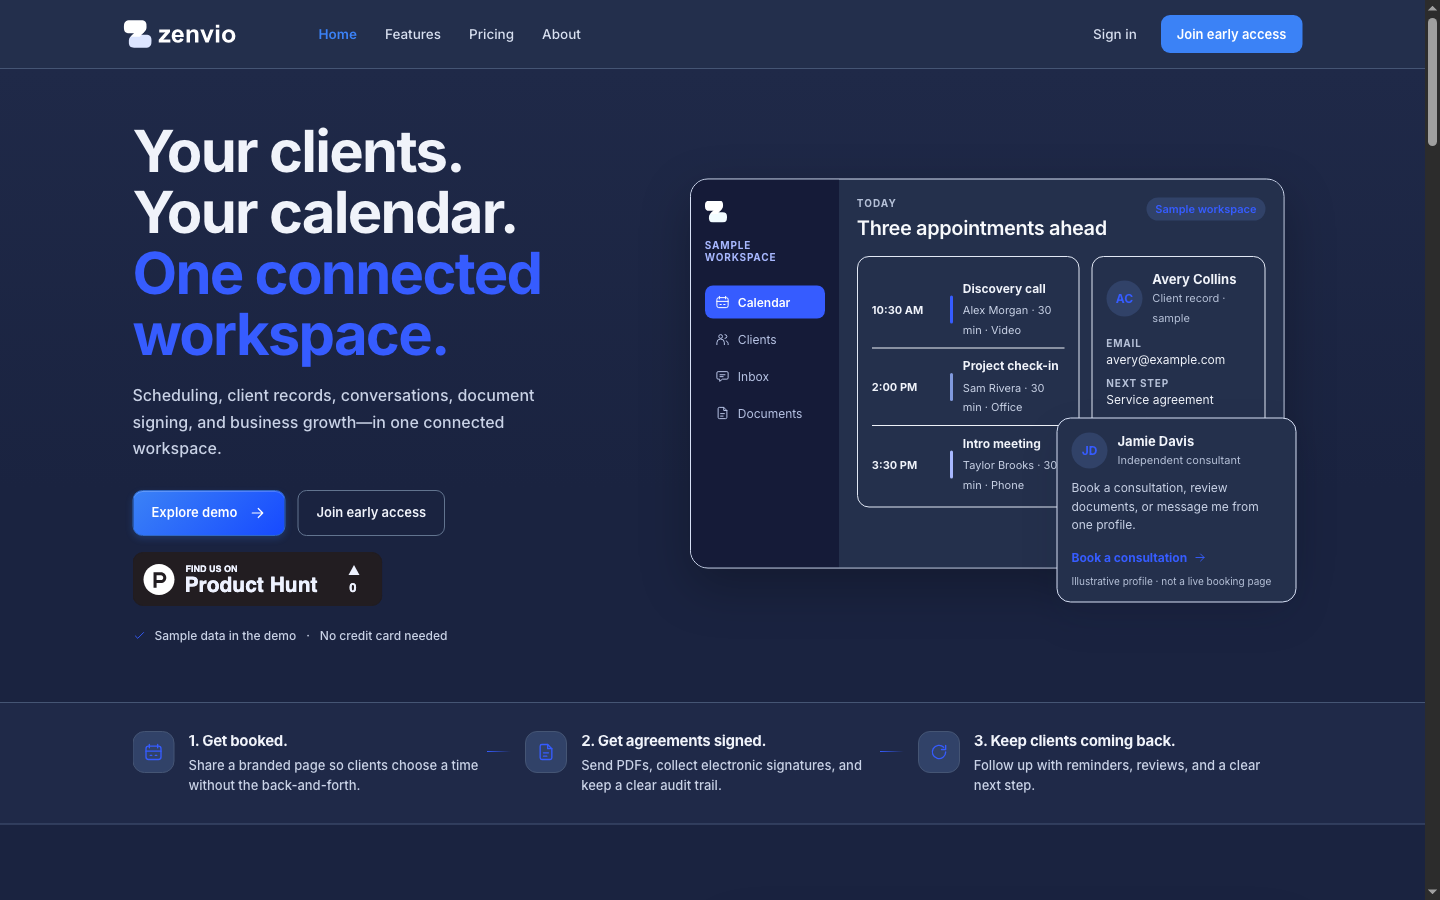 zenvio
Home
Features
Pricing
About
Sign in
Join early access
Your clients.
Your calendar.
One connected
workspace.
Scheduling, client records, conversations, document
signing, and business growth—in one connected
workspace.
Explore demo →
Join early access
P
FIND US ON
Product Hunt
▲
0
Sample data in the demo · No credit card needed
SAMPLE
WORKSPACE
Calendar
Clients
Inbox
Documents
TODAY
Three appointments ahead
Sample workspace
10:30 AM
Discovery call
Alex Morgan · 30
min · Video
2:00 PM
Project check-in
Sam Rivera · 30
min · Office
3:30 PM
Intro meeting
Taylor Brooks · 30
min · Phone
AC
Avery Collins
Client record ·
sample
EMAIL
avery@example.com
NEXT STEP
Service agreement
JD
Jamie Davis
Independent consultant
Book a consultation, review
documents, or message me from
one profile.
Book a consultation →
Illustrative profile · not a live booking page
1. Get booked.
Share a branded page so clients choose a time
without the back-and-forth.
2. Get agreements signed.
Send PDFs, collect electronic signatures, and
keep a clear audit trail.
3. Keep clients coming back.
Follow up with reminders, reviews, and a clear
next step.